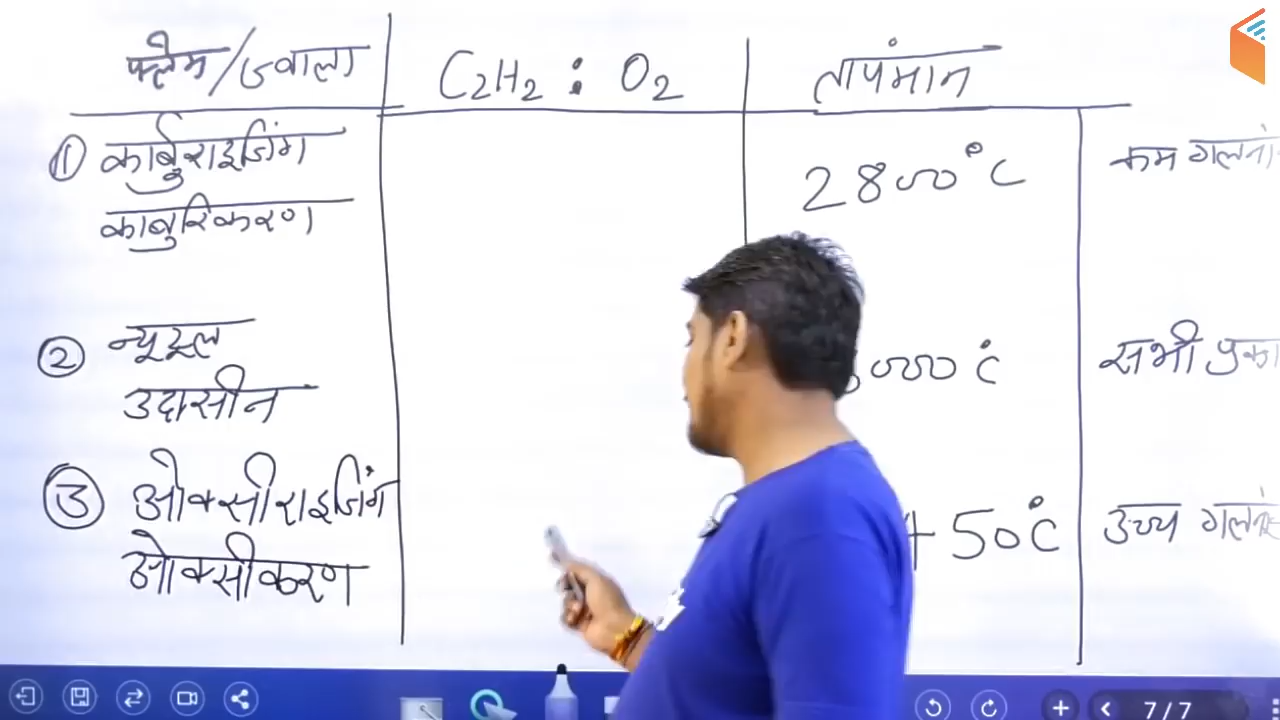 फ्लेम/ज्वाला C₂H₂ : O₂ तापमान
① कार्बुराइजिंग 2800°C कम गलनां
कार्बुरिकरण
② न्यूट्रल 000°C सभी प्रका
उदासीन
③ ओक्सीराइजिंग +50°C उच्च गलनां
ओक्सीकरण
7/7